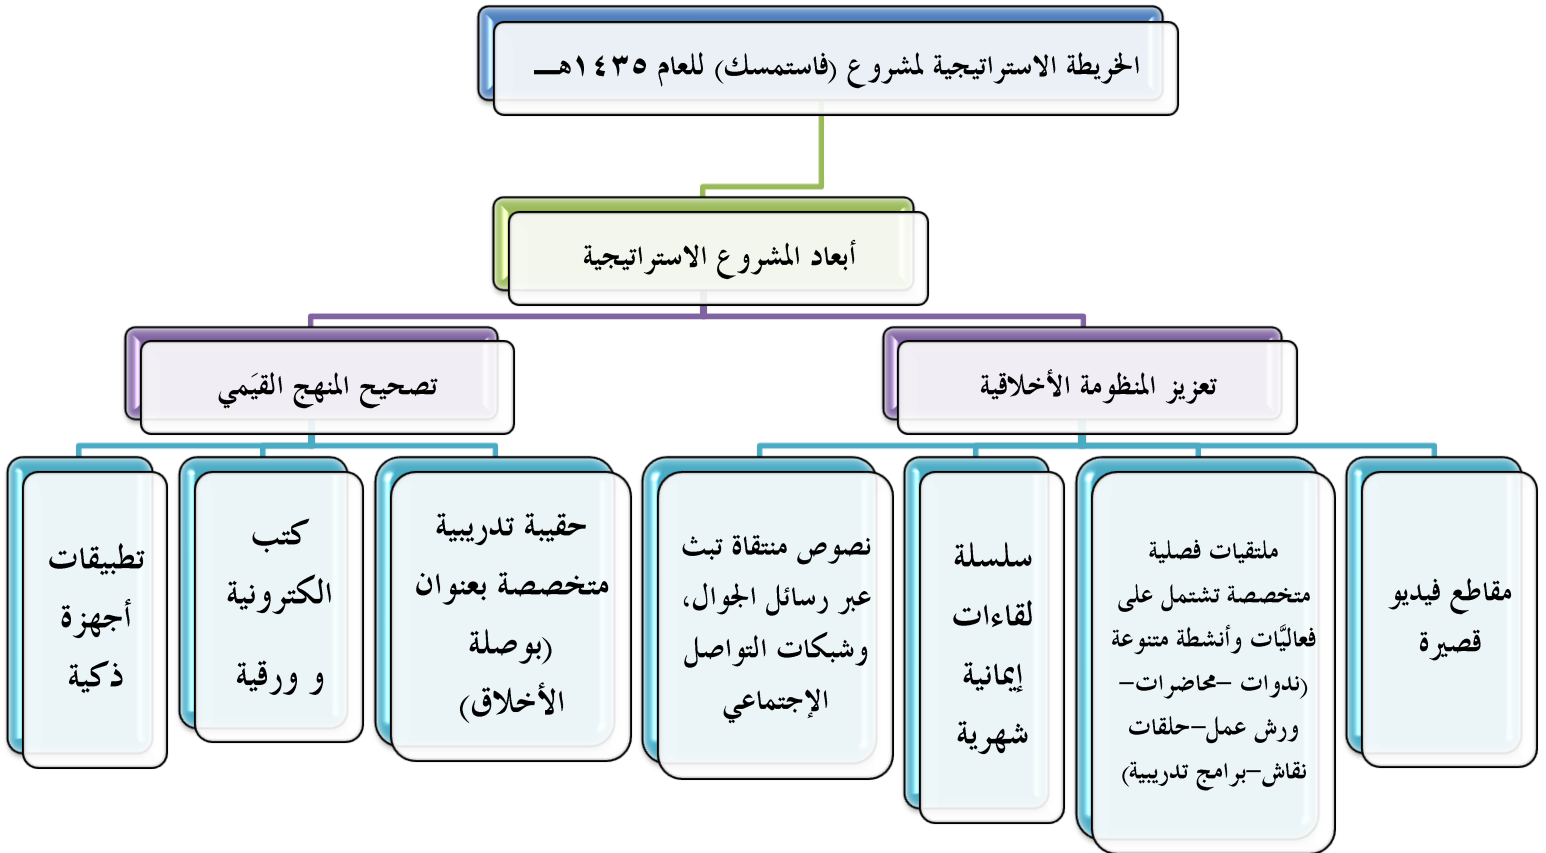 الخريطة الاستراتيجية لمشروع (فاستمسك) للعام ١٤٣٥هـــ
أبعاد المشروع الاستراتيجية
تعزيز المنظومة الأخلاقية
تصحيح المنهج القيَمي
مقاطع فيديو
قصيرة
ملتقيات فصلية
متخصصة تشتمل على
فعاليَّات وأنشطة متنوعة
(ندوات –محاضرات–
ورش عمل–حلقات
نقاش–برامج تدريبية)
سلسلة
لقاءات
إيمانية
شهرية
نصوص منتقاة تبث
عبر رسائل الجوال،
وشبكات التواصل
الإجتماعي
حقيبة تدريبية
متخصصة بعنوان
(بوصلة
الأخلاق)
كتب
الكترونية
و ورقية
تطبيقات
أجهزة
ذكية